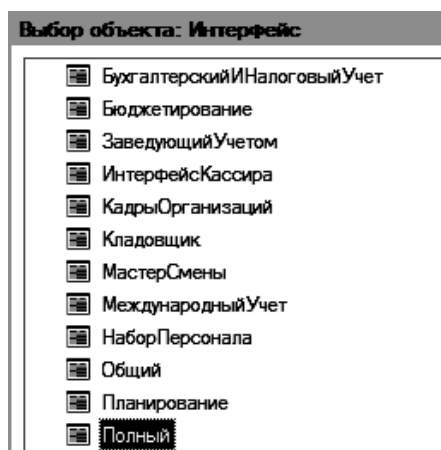 Выбор объекта: Интерфейс
БухгалтерскийИНалоговыйУчет
Бюджетирование
ЗаведующийУчетом
ИнтерфейсКассира
КадрыОрганизаций
Кладовщик
МастерСмены
МеждународныйУчет
НаборПерсонала
Общий
Планирование
Полный